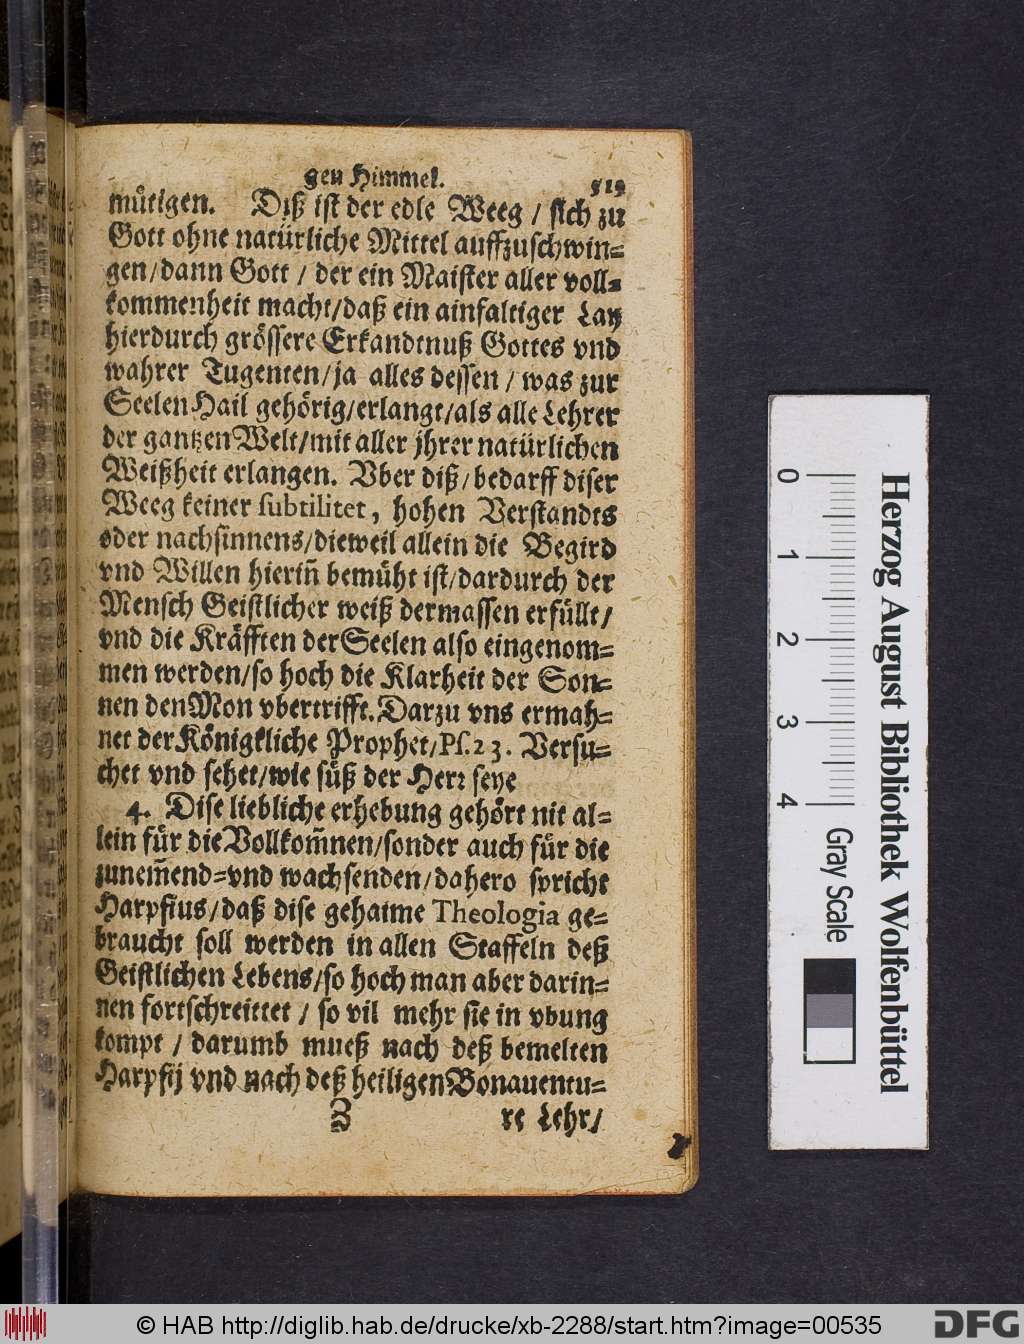 gen Himmel. 519
mütigen. Diß ist der edle Weeg / sich zu
Gott ohne natürliche Mittel auffzuschwin=
gen/dann Gott / der ein Maister aller voll=
kommenheit macht/daß ein ainfaltiger Lay
hierdurch grössere Erkandtnuß Gottes vnd
wahrer Tugenten/ja alles dessen / was zur
Seelen Hail gehörig/erlangt/als alle Lehrer
der gantzen Welt/mit aller jhrer natürlichen
Weißheit erlangen. Vber diß/bedarff diser
Weeg keiner subtilitet, hohen Verstandts
oder nachsinnens/dieweil allein die Begird
vnd Willen hieriñ bemüht ist/dardurch der
Mensch Geistlicher weiß dermassen erfüllt/
vnd die Kräfften der Seelen also eingenom=
men werden/so hoch die Klarheit der Son=
nen den Mon vbertrifft. Darzu vns ermah=
net der Königkliche Prophet/Ps.23. Versu=
chet vnd sehet/wie süß der Herr seye
4. Dise liebliche erhebung gehört nit al=
lein für die Vollkom̃nen/sonder auch für die
zunem̃end=vnd wachsenden/dahero spricht
Harpfius/daß dise gehaime Theologia ge=
braucht soll werden in allen Staffeln deß
Geistlichen Lebens/so hoch man aber darin=
nen fortschreittet / so vil mehr sie in vbung
kompt / darumb mueß nach deß bemelten
Harpfij vnd nach deß heiligen Bonauentu=
Z re Lehr/
0 1 2 3 4 Gray Scale
Herzog August Bibliothek Wolfenbüttel
© HAB http://diglib.hab.de/drucke/xb-2288/start.htm?image=00535 DFG